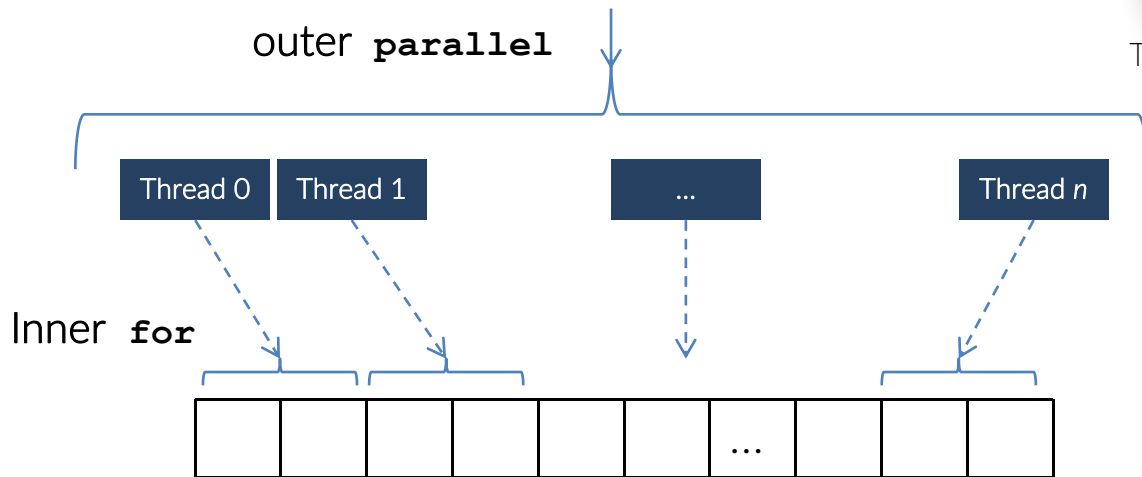 outer parallel
T
Thread 0
Thread 1
...
Thread n
Inner for
...